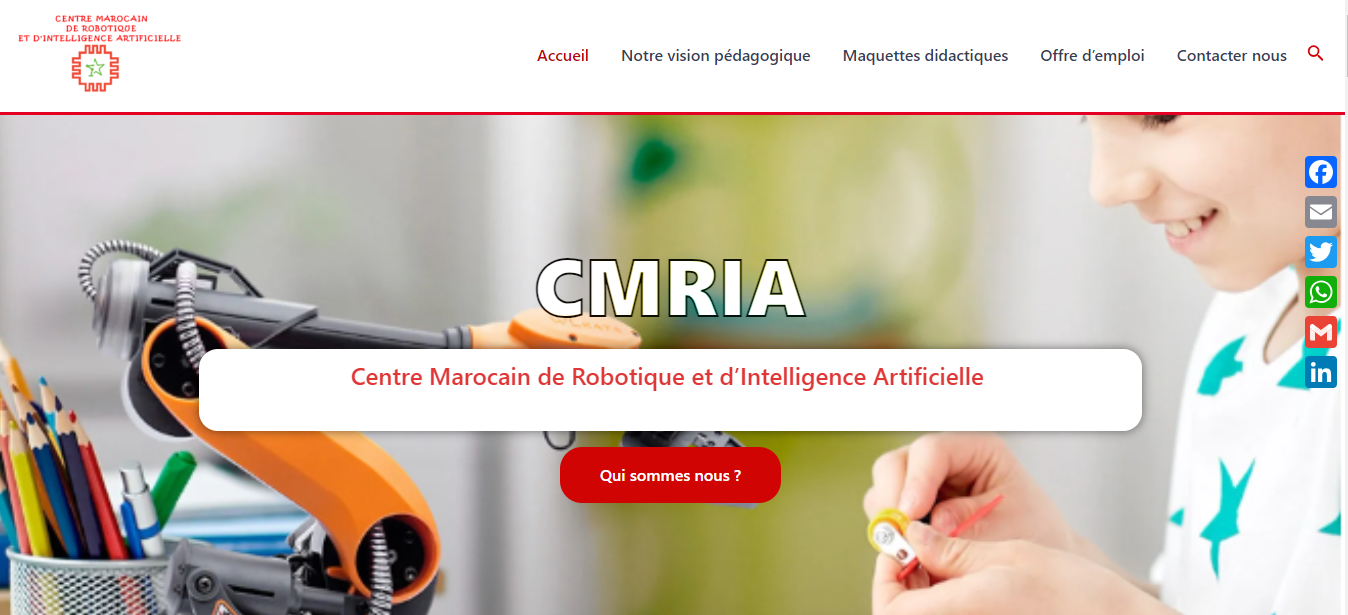 CENTRE MAROCAIN
DE ROBOTIQUE
ET D'INTELLIGENCE ARTIFICIELLE
Accueil
Notre vision pédagogique
Maquettes didactiques
Offre d’emploi
Contacter nous
CMRIA
Centre Marocain de Robotique et d’Intelligence Artificielle
Qui sommes nous ?